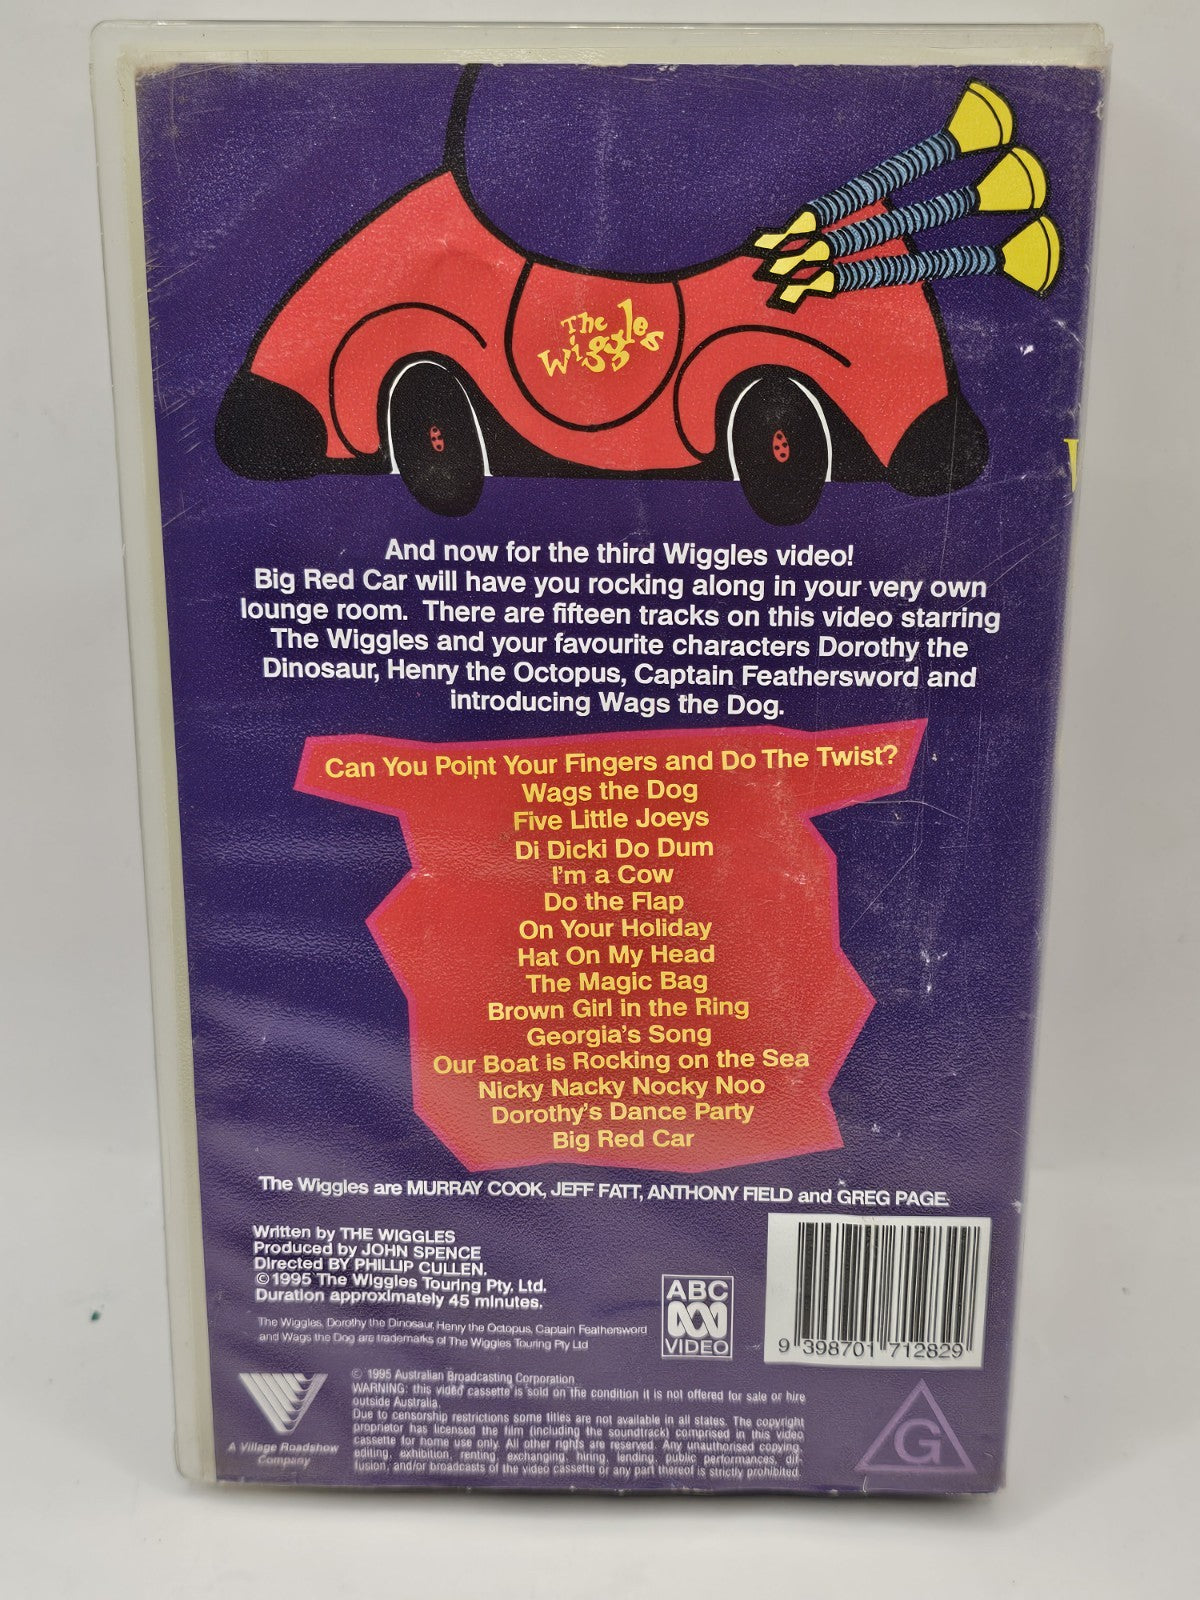 The
Wiggles
And now for the third Wiggles video!
Big Red Car will have you rocking along in your very own
lounge room. There are fifteen tracks on this video starring
The Wiggles and your favourite characters Dorothy the
Dinosaur, Henry the Octopus, Captain Feathersword and
introducing Wags the Dog.
Can You Point Your Fingers and Do The Twist?
Wags the Dog
Five Little Joeys
Di Dicki Do Dum
I'm a Cow
Do the Flap
On Your Holiday
Hat On My Head
The Magic Bag
Brown Girl in the Ring
Georgia's Song
Our Boat is Rocking on the Sea
Nicky Nacky Nocky Noo
Dorothy's Dance Party
Big Red Car
The Wiggles are MURRAY COOK, JEFF FATT, ANTHONY FIELD and GREG PAGE.
Written by THE WIGGLES
Produced by JOHN SPENCE
Directed BY PHILLIP CULLEN.
©1995 The Wiggles Touring Pty. Ltd.
Duration approximately 45 minutes.
The Wiggles, Dorothy the Dinosaur, Henry the Octopus, Captain Feathersword
and Wags the Dog are trademarks of The Wiggles Touring Pty Ltd
ABC
VIDEO
9 398701 712829
A Village Roadshow
Company
© 1995 Australian Broadcasting Corporation
WARNING: this video cassette is sold on the condition it is not offered for sale or hire
outside Australia.
Due to censorship restrictions some titles are not available in all states. The copyright
proprietor has licensed the film (including the soundtrack) comprised in this video
cassette for home use only. All other rights are reserved. Any unauthorised copying,
editing, exhibition, renting, exchanging, hiring, lending, public performances, dif-
fusion, and/or broadcasts of the video cassette or any part thereof is strictly prohibited.
G